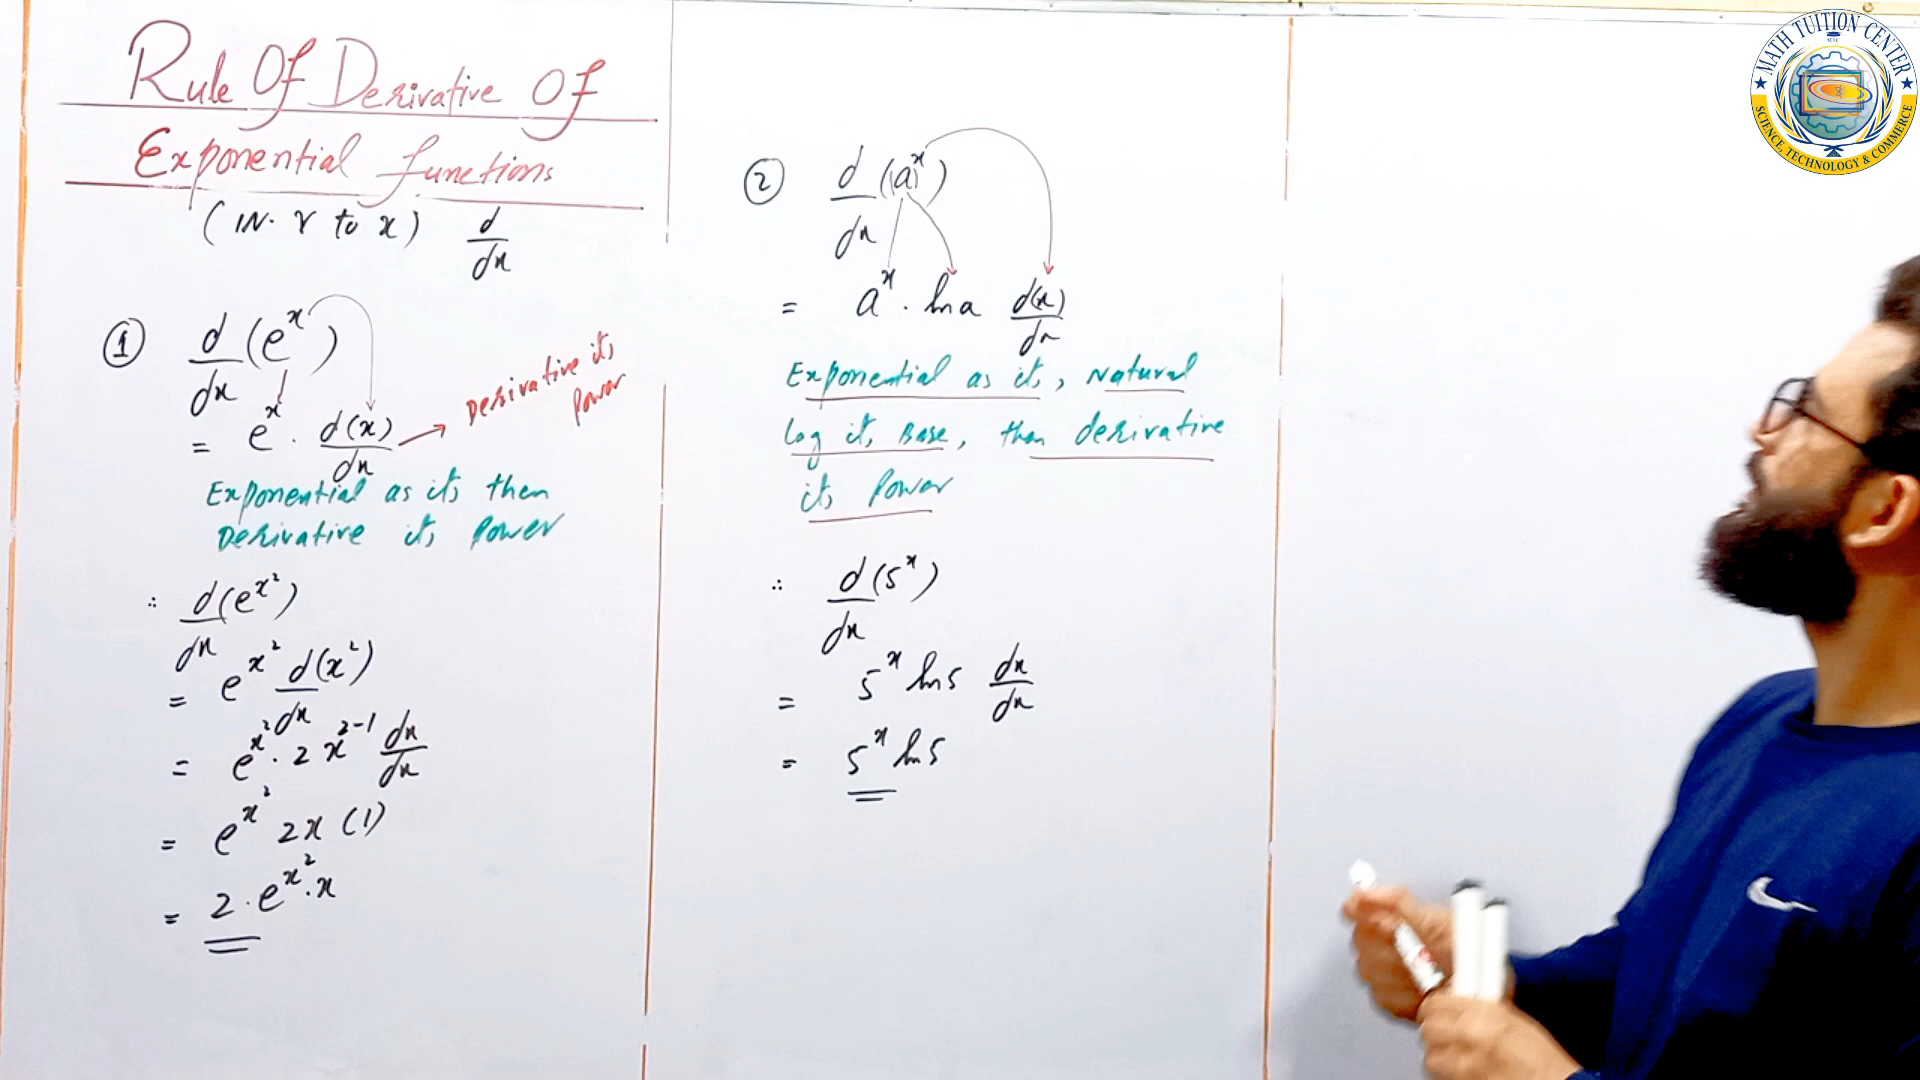 Rule Of Derivative Of
Exponential functions
(W.r to x) d/dx
① d/dx (e^x)
= e^x . d(x)/dx → Derivative its Power
Exponential as its then
Derivative its Power
∴ d(e^x²)/dx
= e^x² d(x²)/dx
= e^x² . 2 x^2-1 dx/dx
= e^x² 2x (1)
= 2 . e^x² . x
② d/dx (a^x)
= a^x . ln a d(x)/dx
Exponential as its, Natural
log its Base, then derivative
its Power
∴ d(5^x)/dx
= 5^x ln5 dx/dx
= 5^x ln5
MATH TUITION CENTER
MTC
SCIENCE, TECHNOLOGY & COMMERCE